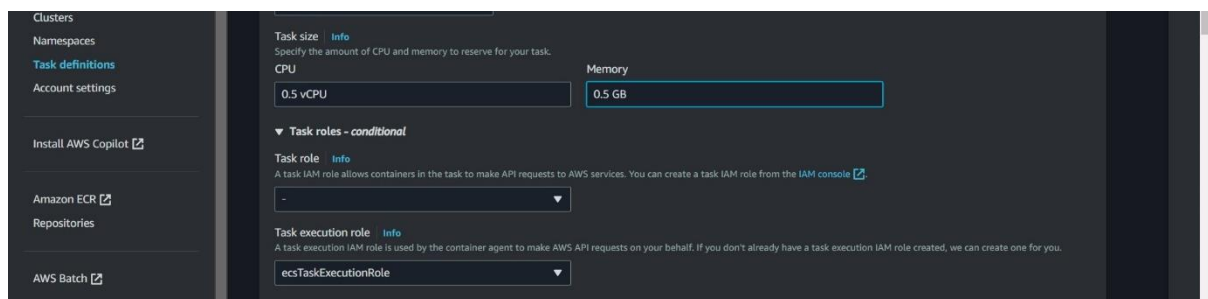 Clusters
Namespaces
Task definitions
Account settings
Install AWS Copilot
Amazon ECR
Repositories
AWS Batch
Task size Info
Specify the amount of CPU and memory to reserve for your task.
CPU Memory
0.5 vCPU 0.5 GB
Task roles - conditional
Task role Info
A task IAM role allows containers in the task to make API requests to AWS services. You can create a task IAM role from the IAM console.
-
Task execution role Info
A task execution IAM role is used by the container agent to make AWS API requests on your behalf. If you don't already have a task execution IAM role created, we can create one for you.
ecsTaskExecutionRole